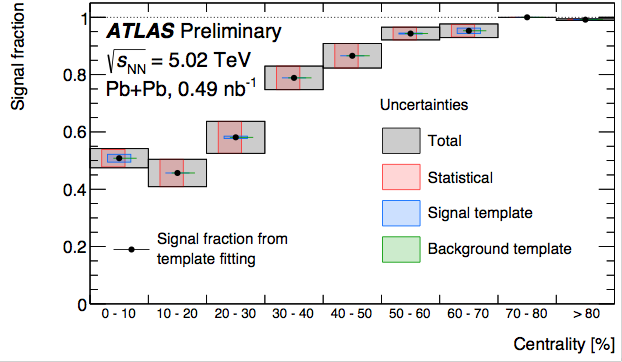 Signal fraction
ATLAS Preliminary
√sNN = 5.02 TeV
Pb+Pb, 0.49 nb-1
Uncertainties
Total
Statistical
Signal template
Background template
Signal fraction from
template fitting
1
0.8
0.6
0.4
0.2
0
0 - 10 10 - 20 20 - 30 30 - 40 40 - 50 50 - 60 60 - 70 70 - 80 > 80
Centrality [%]